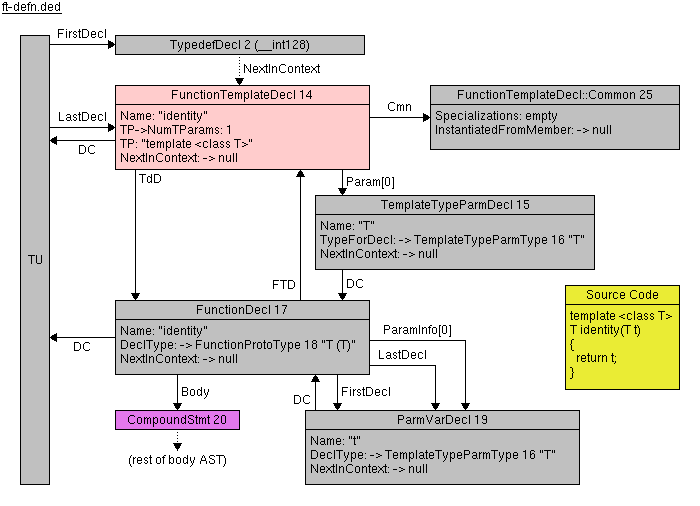 ft-defn.ded
FirstDecl
TypedefDecl 2 (__int128)
NextInContext
FunctionTemplateDecl 14
Name: "identity"
TP->NumTParams: 1
TP: "template <class T>"
NextInContext: -> null
LastDecl
DC
Cmn
FunctionTemplateDecl::Common 25
Specializations: empty
InstantiatedFromMember: -> null
TdD
Param[0]
TemplateTypeParmDecl 15
Name: "T"
TypeForDecl: -> TemplateTypeParmType 16 "T"
NextInContext: -> null
TU
FTD
DC
FunctionDecl 17
Name: "identity"
DeclType: -> FunctionProtoType 18 "T (T)"
NextInContext: -> null
DC
ParamInfo[0]
LastDecl
Source Code
template <class T>
T identity(T t)
{
return t;
}
Body
DC
FirstDecl
CompoundStmt 20
(rest of body AST)
ParmVarDecl 19
Name: "t"
DeclType: -> TemplateTypeParmType 16 "T"
NextInContext: -> null